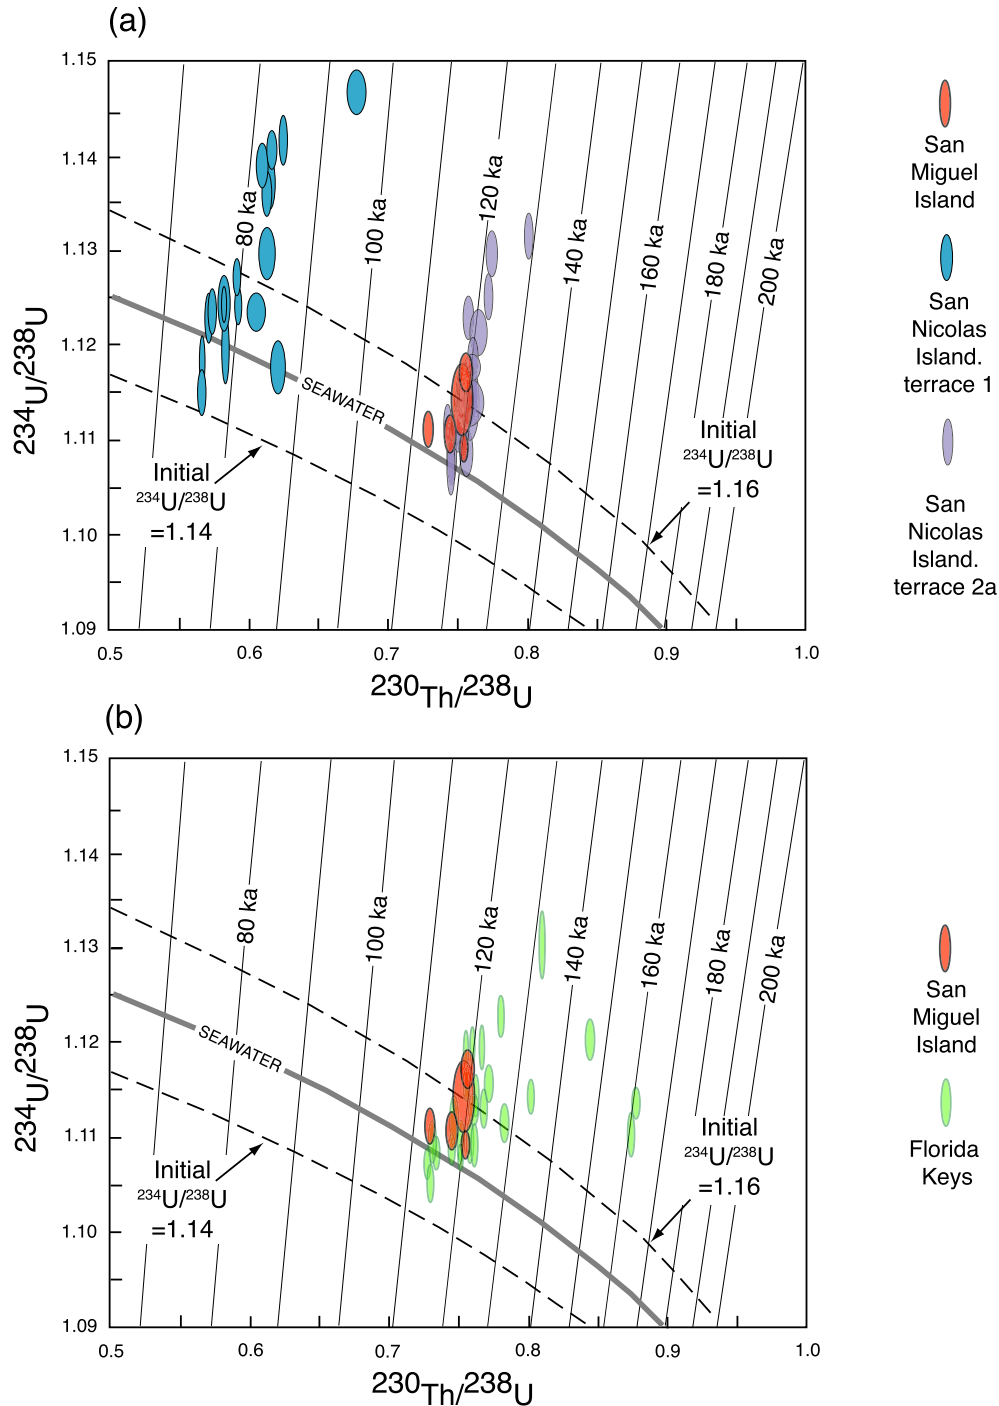 (a)
1.15
1.14
1.13
1.12
1.11
1.10
1.09
234U/238U
80 ka
100 ka
120 ka
140 ka
160 ka
180 ka
200 ka
SEAWATER
Initial
234U/238U
=1.14
Initial
234U/238U
=1.16
0.5 0.6 0.7 0.8 0.9 1.0
230Th/238U
San
Miguel
Island
San
Nicolas
Island.
terrace 1
San
Nicolas
Island.
terrace 2a
(b)
1.15
1.14
1.13
1.12
1.11
1.10
1.09
234U/238U
80 ka
100 ka
120 ka
140 ka
160 ka
180 ka
200 ka
SEAWATER
Initial
234U/238U
=1.14
Initial
234U/238U
=1.16
0.5 0.6 0.7 0.8 0.9 1.0
230Th/238U
San
Miguel
Island
Florida
Keys